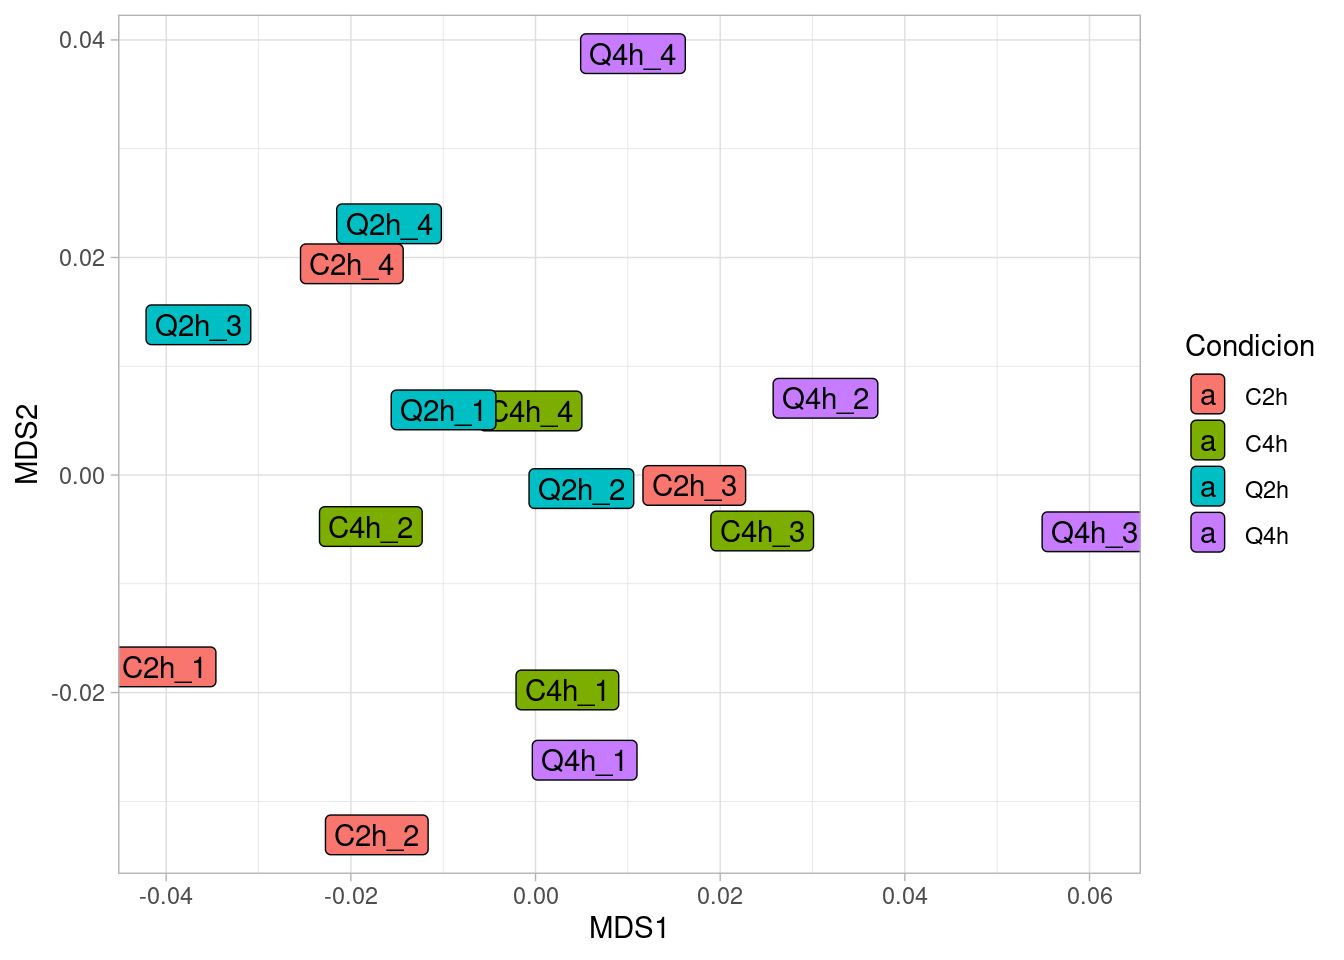 0.04
Q4h_4
Q2h_4
0.02
C2h_4
Q2h_3
Condicion
Q4h_2
a C2h
Q2h_1
C4h_4
MDS2
a C4h
0.00
Q2h_2
C2h_3
a Q2h
C4h_2
C4h_3
Q4h_3
a Q4h
C2h_1
-0.02
C4h_1
Q4h_1
C2h_2
-0.04 -0.02 0.00 0.02 0.04 0.06
MDS1